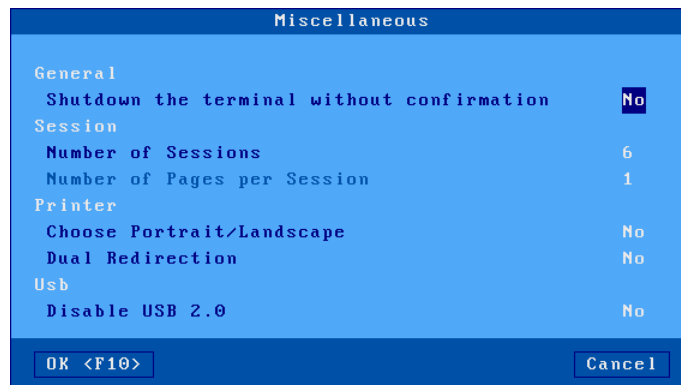 Miscellaneous
General
Shutdown the terminal without confirmation No
Session
Number of Sessions 6
Number of Pages per Session 1
Printer
Choose Portrait/Landscape No
Dual Redirection No
Usb
Disable USB 2.0 No
OK <F10> Cancel